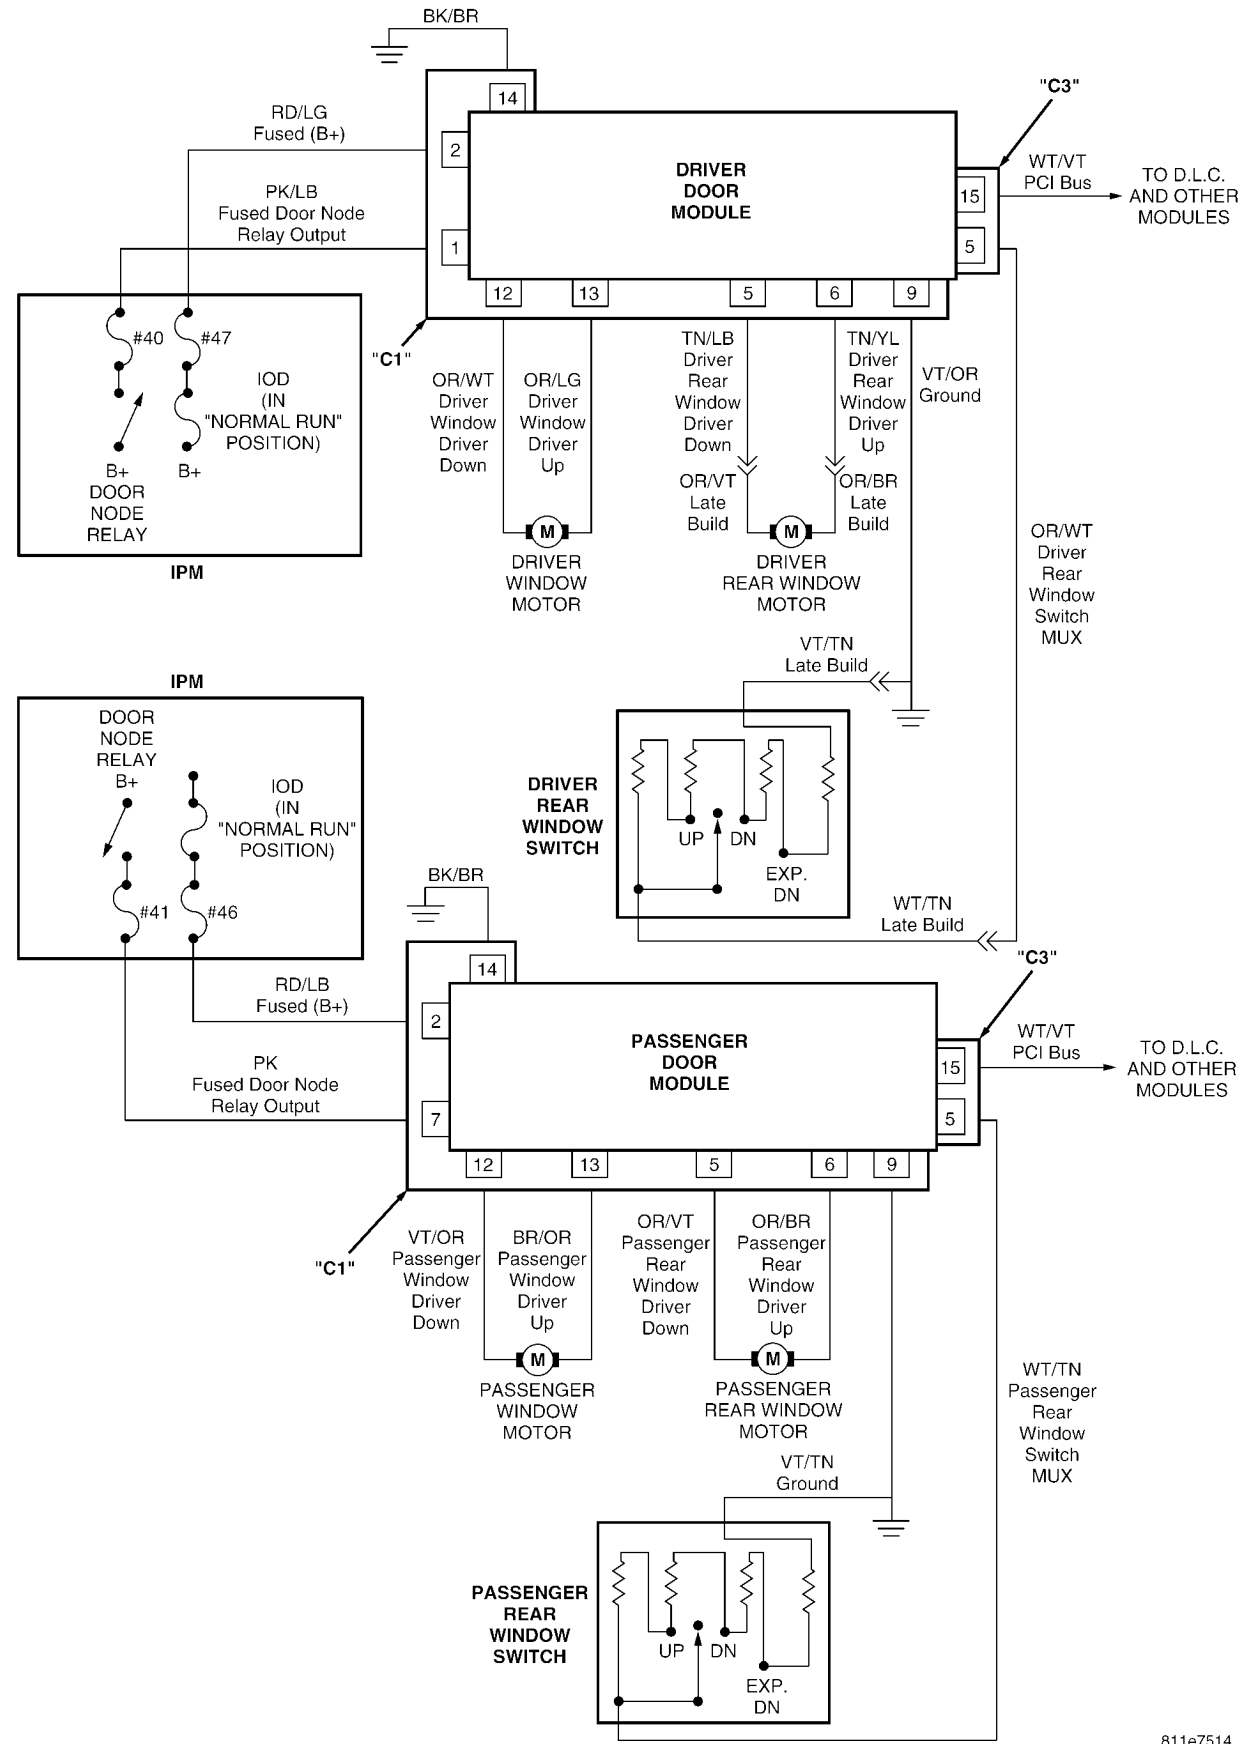 BK/BR
14
"C3"
RD/LG
Fused (B+)
2
DRIVER
DOOR
MODULE
WT/VT
PCI Bus
TO D.L.C.
AND OTHER
MODULES
15
PK/LB
Fused Door Node
Relay Output
1
5
12
13
5
6
9
#40
#47
"C1"
IOD
(IN
"NORMAL RUN"
POSITION)
B+
DOOR
NODE
RELAY
B+
IPM
OR/WT
Driver
Window
Driver
Down
OR/LG
Driver
Window
Driver
Up
TN/LB
Driver
Rear
Window
Driver
Down
TN/YL
Driver
Rear
Window
Driver
Up
VT/OR
Ground
OR/VT
Late
Build
OR/BR
Late
Build
M
DRIVER
WINDOW
MOTOR
M
DRIVER
REAR WINDOW
MOTOR
OR/WT
Driver
Rear
Window
Switch
MUX
VT/TN
Late Build
IPM
DOOR
NODE
RELAY
B+
IOD
(IN
"NORMAL RUN"
POSITION)
#41
#46
DRIVER
REAR
WINDOW
SWITCH
UP
DN
EXP.
DN
WT/TN
Late Build
BK/BR
14
"C3"
RD/LB
Fused (B+)
2
PASSENGER
DOOR
MODULE
WT/VT
PCI Bus
TO D.L.C.
AND OTHER
MODULES
15
PK
Fused Door Node
Relay Output
7
5
12
13
5
6
9
"C1"
VT/OR
Passenger
Window
Driver
Down
BR/OR
Passenger
Window
Driver
Up
OR/VT
Passenger
Rear
Window
Driver
Down
OR/BR
Passenger
Rear
Window
Driver
Up
M
PASSENGER
WINDOW
MOTOR
M
PASSENGER
REAR WINDOW
MOTOR
WT/TN
Passenger
Rear
Window
Switch
MUX
VT/TN
Ground
PASSENGER
REAR
WINDOW
SWITCH
UP
DN
EXP.
DN
811e7514